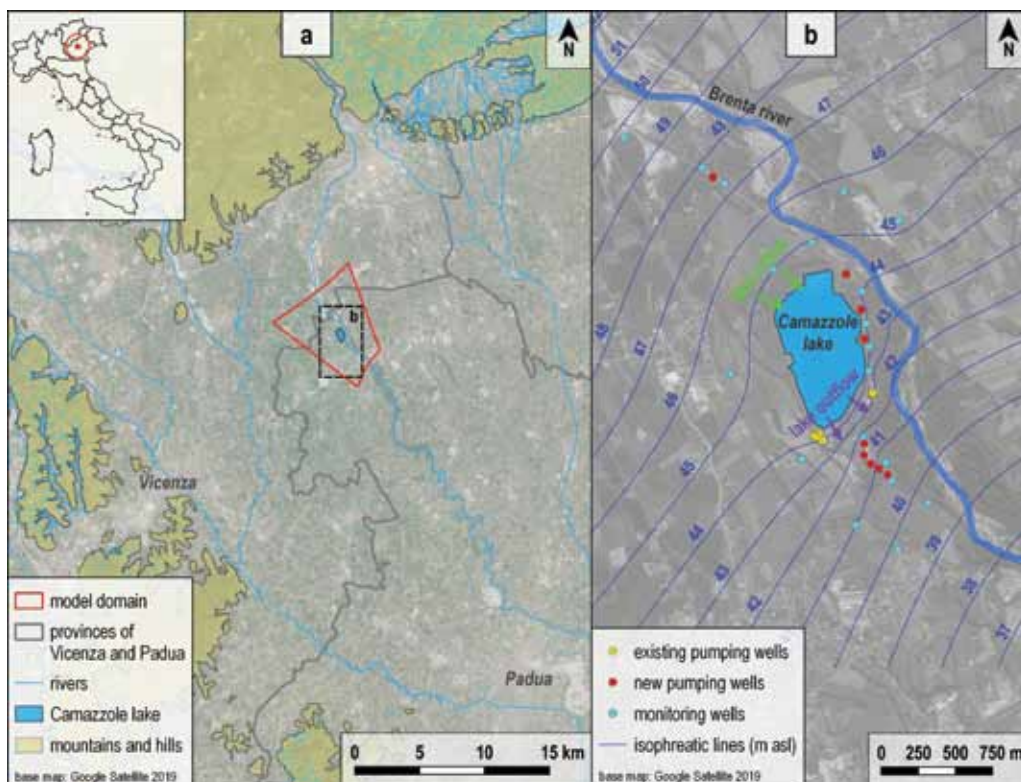 a
N
b
Vicenza
Padua
model domain
provinces of
Vicenza and Padua
rivers
Camazzole lake
mountains and hills
base map: Google Satellite 2019
0 5 10 15 km
b
N
51
50
49
48
47
Brenta river
46
45
44
43
Camazzole
lake
48
47
42
46
lake outflow
41
45
40
44
39
43
38
42
37
existing pumping wells
new pumping wells
monitoring wells
isophreatic lines (m asl)
base map: Google Satellite 2019
0 250 500 750 m